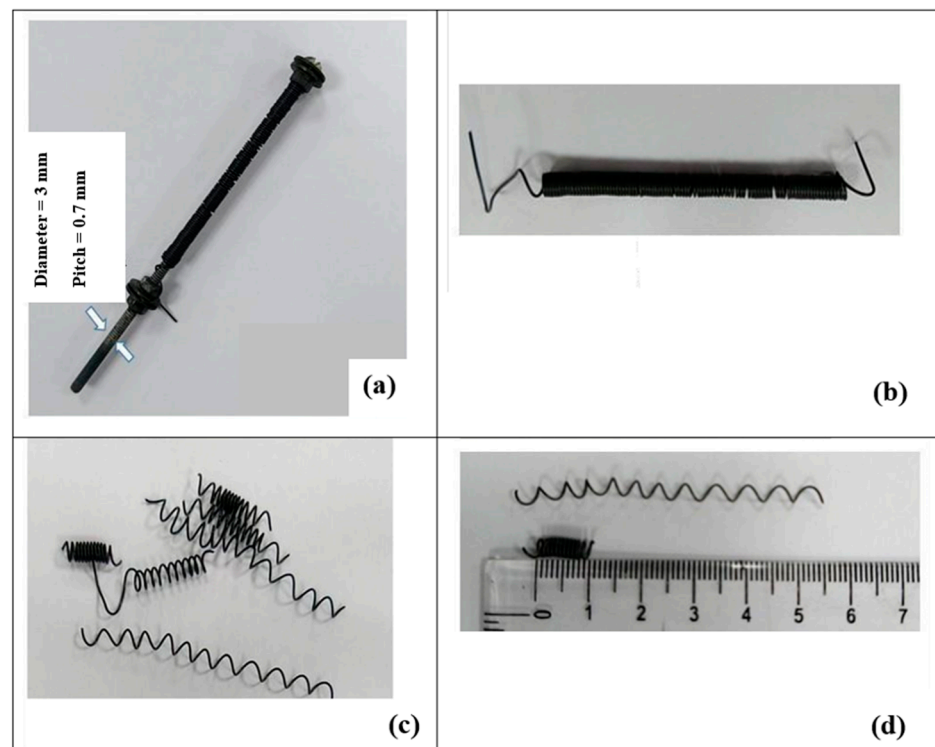 Diameter = 3 mm
Pitch = 0.7 mm
(a)
(b)
(c)
(d)
0 1 2 3 4 5 6 7